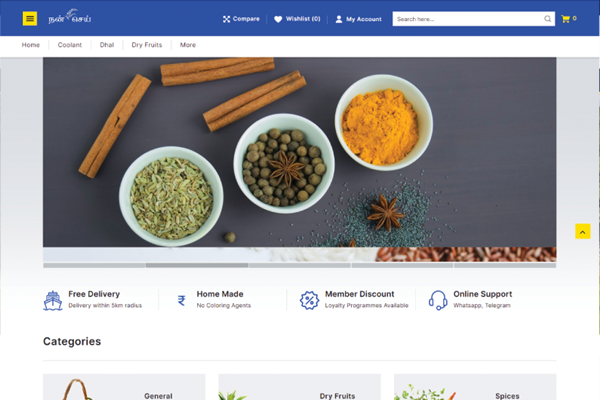 நன் செய்
Compare
Wishlist (0)
My Account
Search here...
0
Home
Coolant
Dhal
Dry Fruits
More
Free Delivery
Delivery within 5km radius
₹
Home Made
No Coloring Agents
Member Discount
Loyalty Programmes Available
Online Support
Whatsapp, Telegram
Categories
General
Dry Fruits
Spices